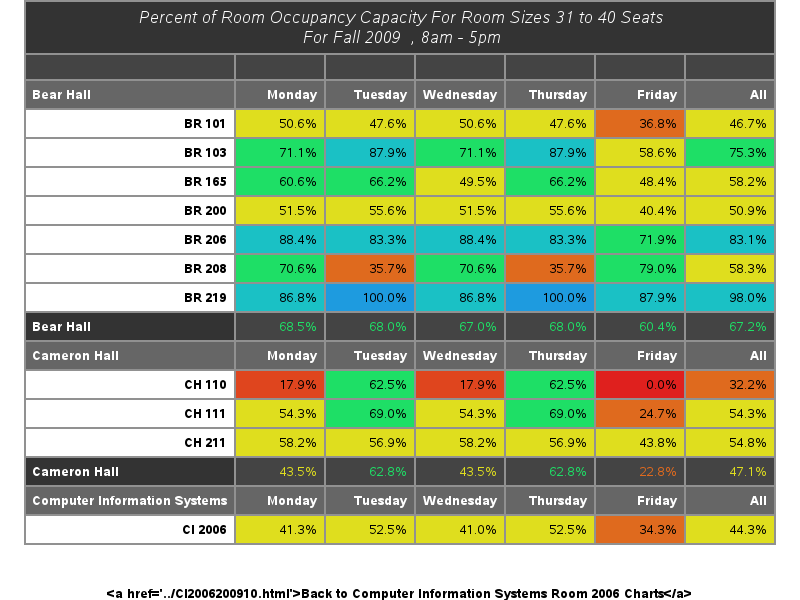 Percent of Room Occupancy Capacity For Room Sizes 31 to 40 Seats
For Fall 2009 , 8am - 5pm
Bear Hall Monday Tuesday Wednesday Thursday Friday All
BR 101 50.6% 47.6% 50.6% 47.6% 36.8% 46.7%
BR 103 71.1% 87.9% 71.1% 87.9% 58.6% 75.3%
BR 165 60.6% 66.2% 49.5% 66.2% 48.4% 58.2%
BR 200 51.5% 55.6% 51.5% 55.6% 40.4% 50.9%
BR 206 88.4% 83.3% 88.4% 83.3% 71.9% 83.1%
BR 208 70.6% 35.7% 70.6% 35.7% 79.0% 58.3%
BR 219 86.8% 100.0% 86.8% 100.0% 87.9% 98.0%
Bear Hall 68.5% 68.0% 67.0% 68.0% 60.4% 67.2%
Cameron Hall Monday Tuesday Wednesday Thursday Friday All
CH 110 17.9% 62.5% 17.9% 62.5% 0.0% 32.2%
CH 111 54.3% 69.0% 54.3% 69.0% 24.7% 54.3%
CH 211 58.2% 56.9% 58.2% 56.9% 43.8% 54.8%
Cameron Hall 43.5% 62.8% 43.5% 62.8% 22.8% 47.1%
Computer Information Systems Monday Tuesday Wednesday Thursday Friday All
CI 2006 41.3% 52.5% 41.0% 52.5% 34.3% 44.3%
<a href='../CI2006200910.html'>Back to Computer Information Systems Room 2006 Charts</a>